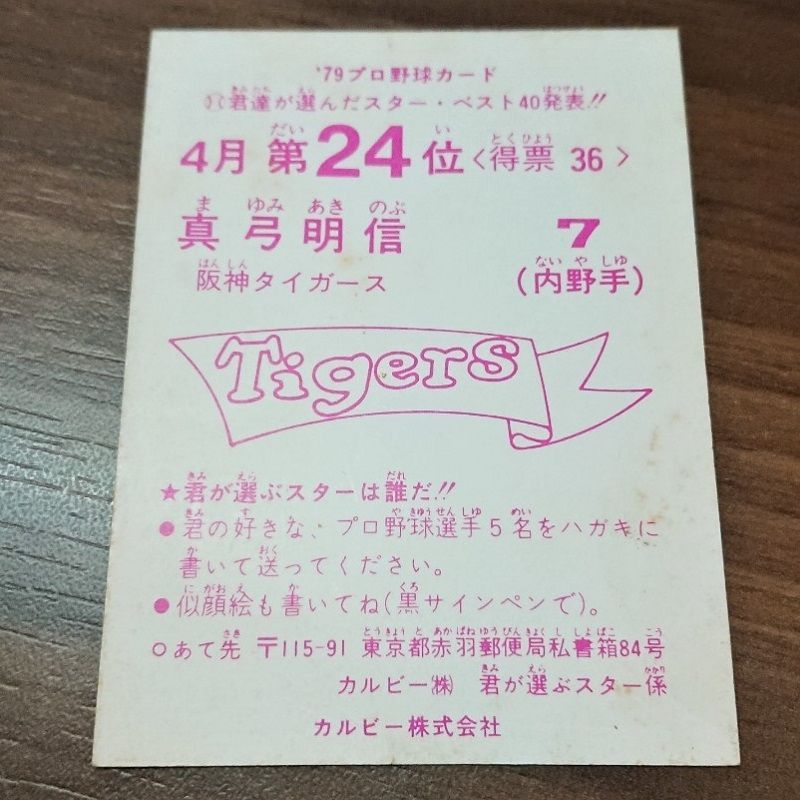 '79プロ野球カード
君達が選んだスター・ベスト40発表!!
4月第24位〈得票 36〉
真弓明信 7
阪神タイガース (内野手)
Tigers
★君が選ぶスターは誰だ!!
●君の好きな、プロ野球選手5名をハガキに
書いて送ってください。
●似顔絵も書いてね(黒サインペンで)。
○あて先 〒115-91 東京都赤羽郵便局私書箱84号
カルビー㈱ 君が選ぶスター係
カルビー株式会社